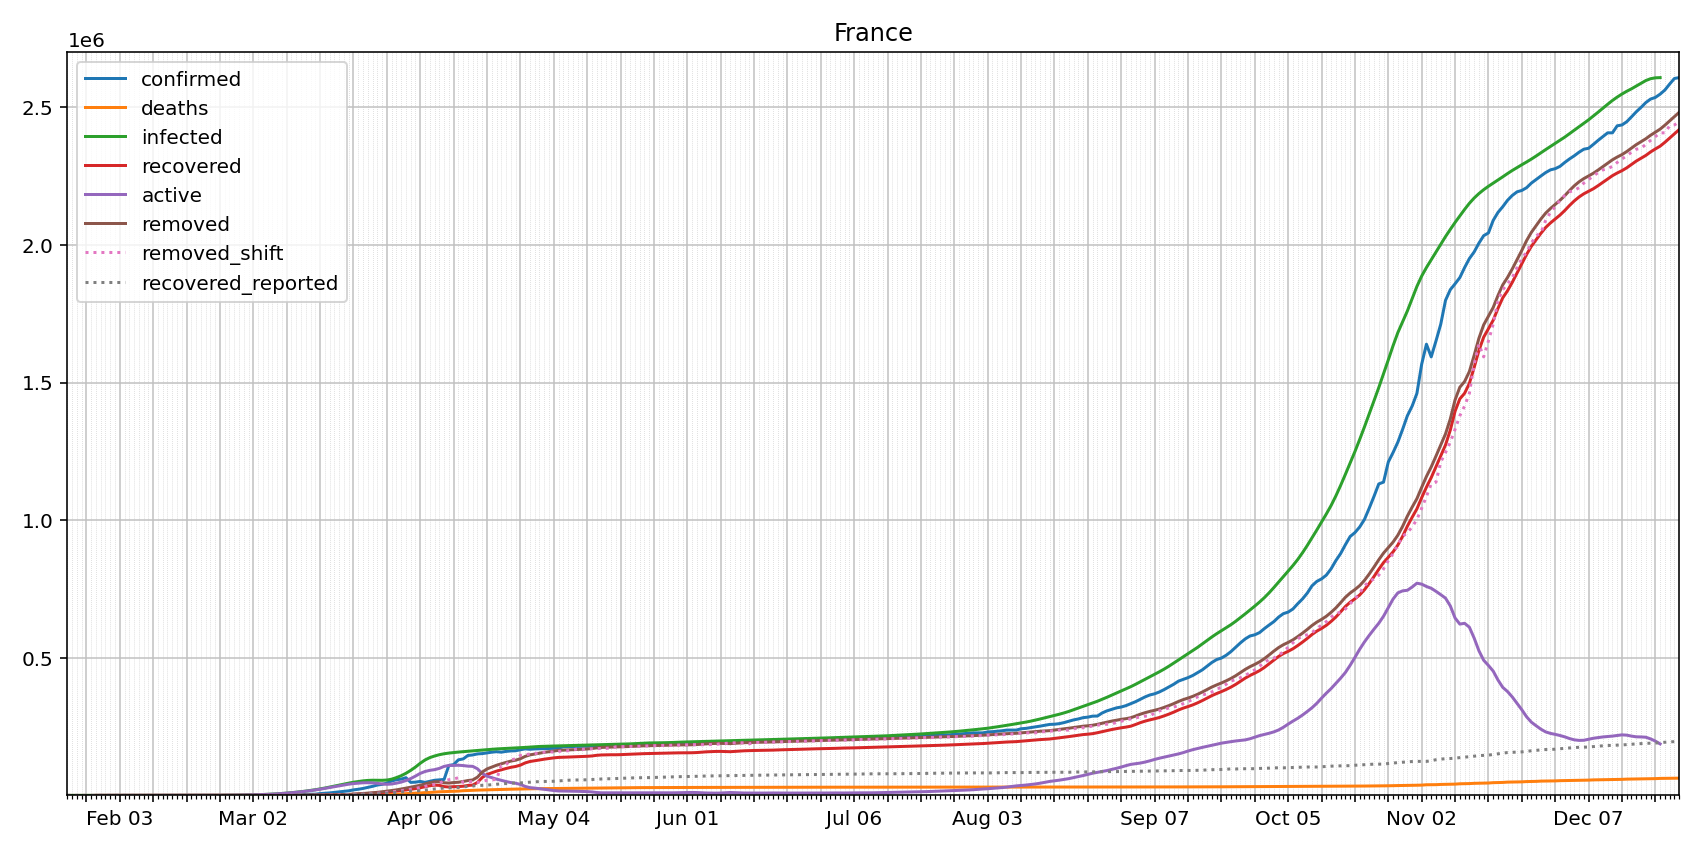 France
1e6
confirmed
deaths
infected
recovered
active
removed
removed_shift
recovered_reported
2.5
2.0
1.5
1.0
0.5
Feb 03 Mar 02 Apr 06 May 04 Jun 01 Jul 06 Aug 03 Sep 07 Oct 05 Nov 02 Dec 07